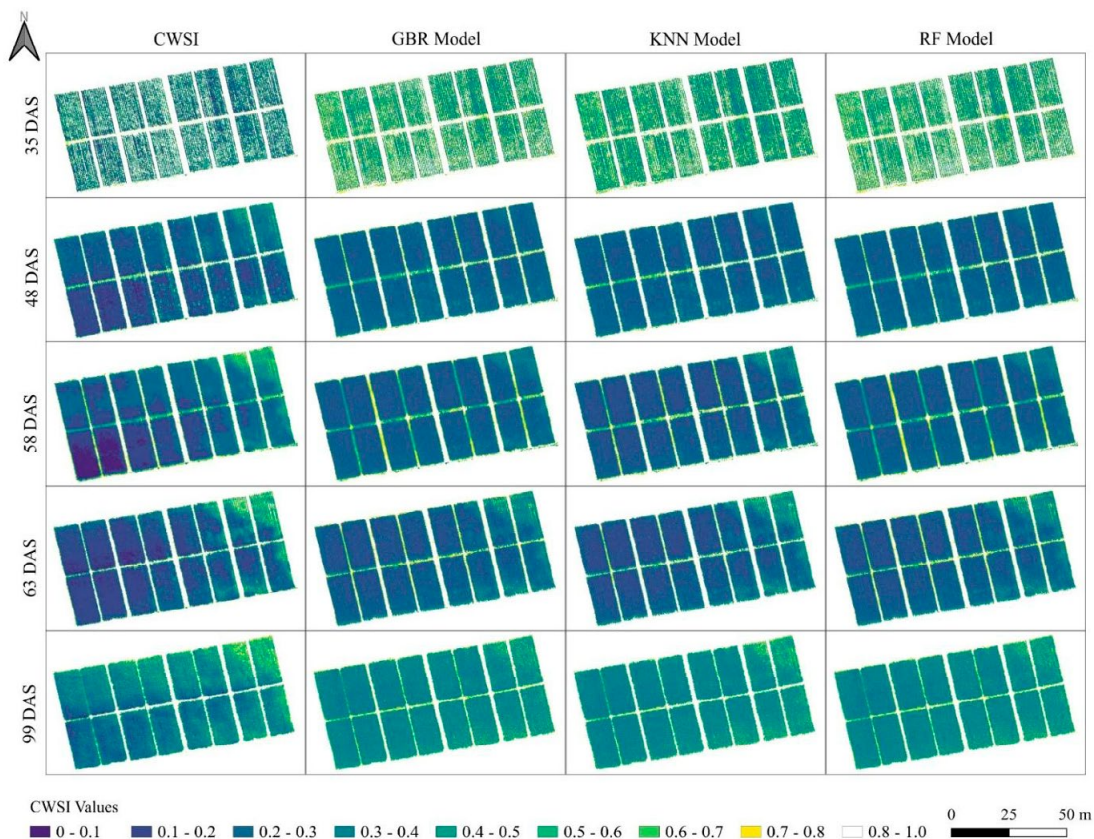 N
CWSI GBR Model KNN Model RF Model
35 DAS
48 DAS
58 DAS
63 DAS
99 DAS
CWSI Values
0 - 0.1 0.1 - 0.2 0.2 - 0.3 0.3 - 0.4 0.4 - 0.5 0.5 - 0.6 0.6 - 0.7 0.7 - 0.8 0.8 - 1.0
0 25 50 m